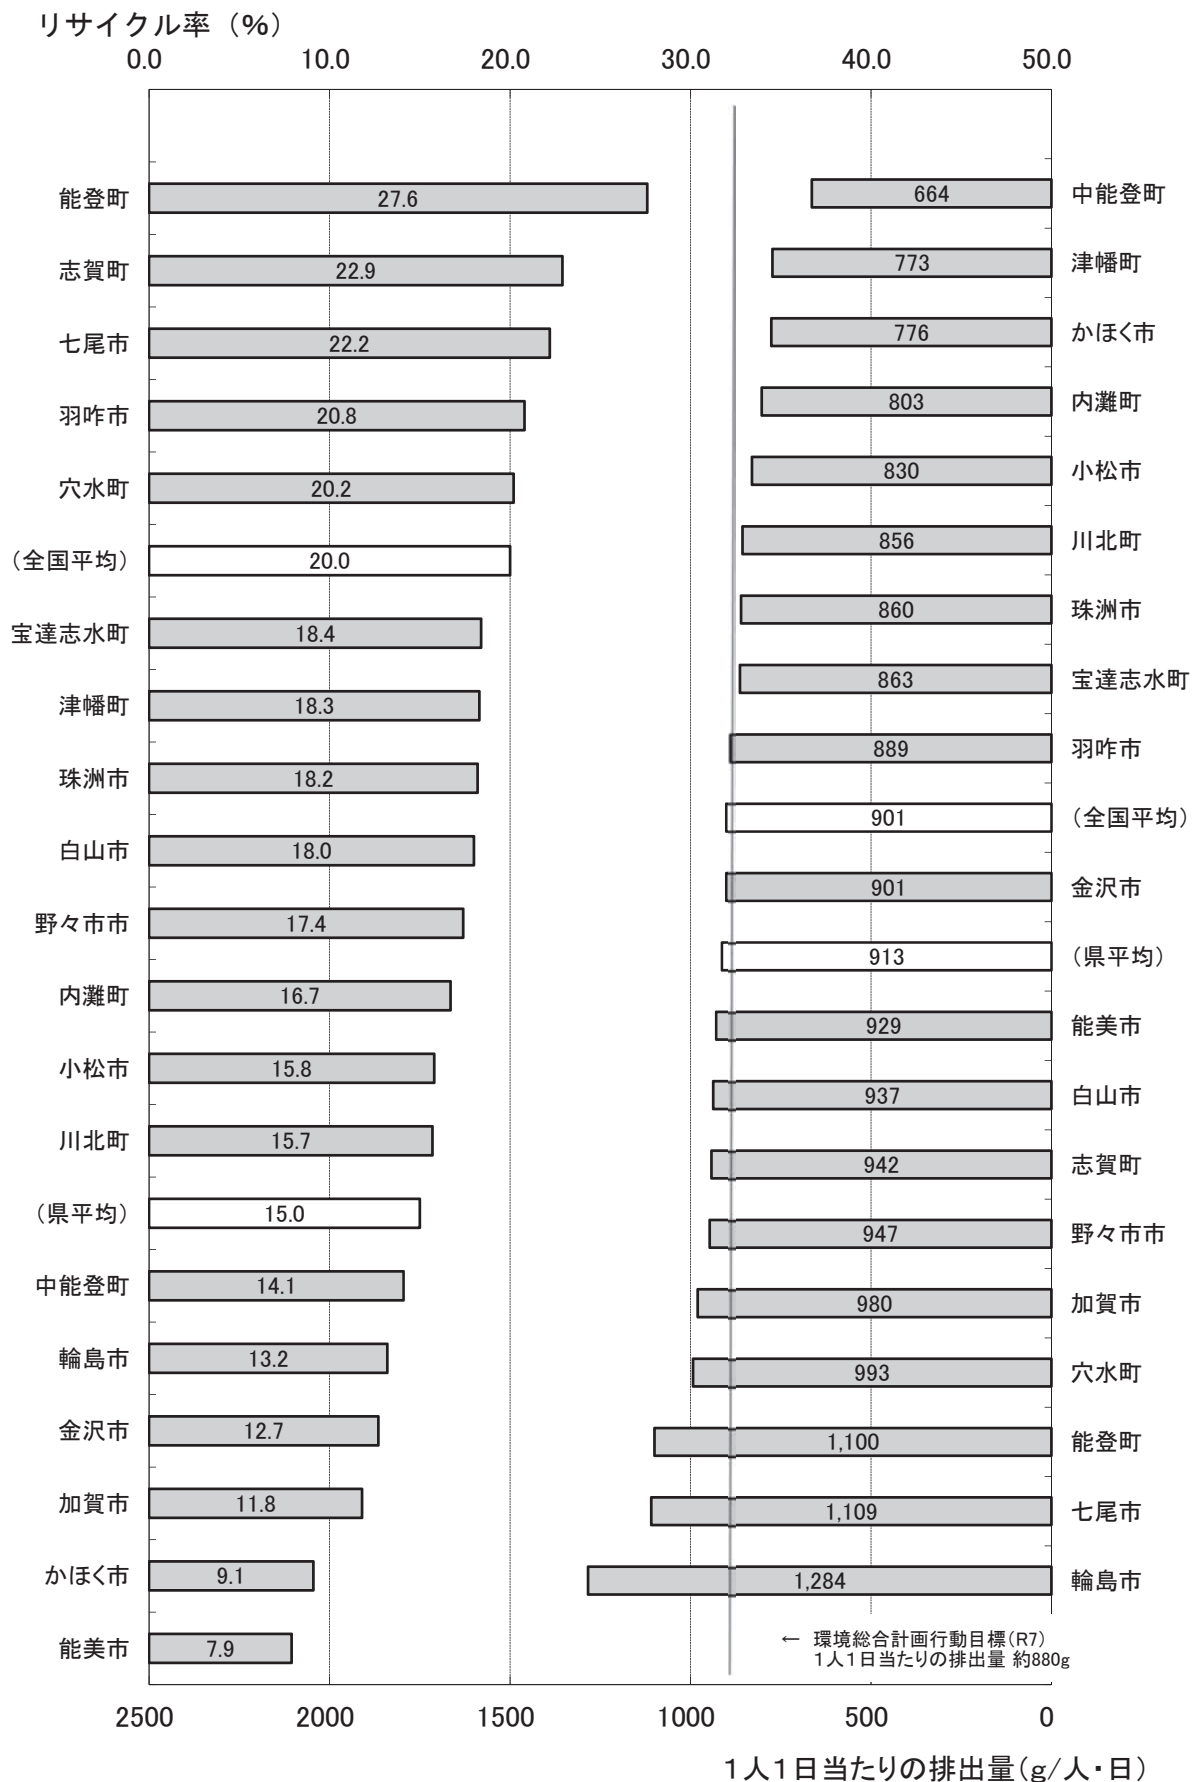 リサイクル率（%）
0.0 10.0 20.0 30.0 40.0 50.0
能登町 27.6
志賀町 22.9
七尾市 22.2
羽咋市 20.8
穴水町 20.2
（全国平均） 20.0
宝達志水町 18.4
津幡町 18.3
珠洲市 18.2
白山市 18.0
野々市市 17.4
内灘町 16.7
小松市 15.8
川北町 15.7
（県平均） 15.0
中能登町 14.1
輪島市 13.2
金沢市 12.7
加賀市 11.8
かほく市 9.1
能美市 7.9
664 中能登町
773 津幡町
776 かほく市
803 内灘町
830 小松市
856 川北町
860 珠洲市
863 宝達志水町
889 羽咋市
901 （全国平均）
901 金沢市
913 （県平均）
929 能美市
937 白山市
942 志賀町
947 野々市市
980 加賀市
993 穴水町
1,100 能登町
1,109 七尾市
1,284 輪島市
← 環境総合計画行動目標（R7）
１人１日当たりの排出量 約880g
2500 2000 1500 1000 500 0
１人１日当たりの排出量（g/人・日）